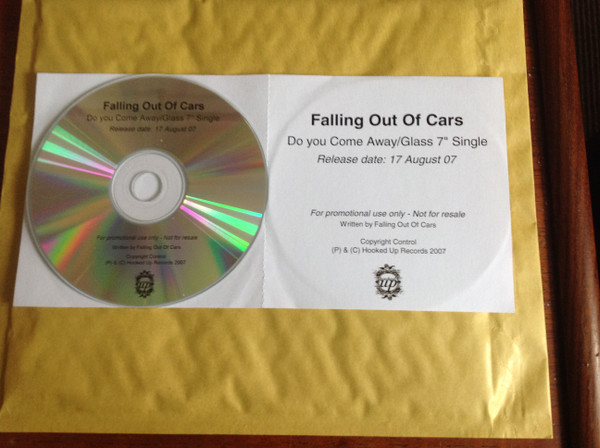 Falling Out Of Cars
Do you Come Away/Glass 7" Single
Release date: 17 August 07
For promotional use only - Not for resale
Written by Falling Out Of Cars
Copyright Control
(P) & (C) Hooked Up Records 2007
up
Falling Out Of Cars
Do you Come Away/Glass 7" Single
Release date: 17 August 07
For promotional use only - Not for resale
Written by Falling Out Of Cars
Copyright Control
(P) & (C) Hooked Up Records 2007
up